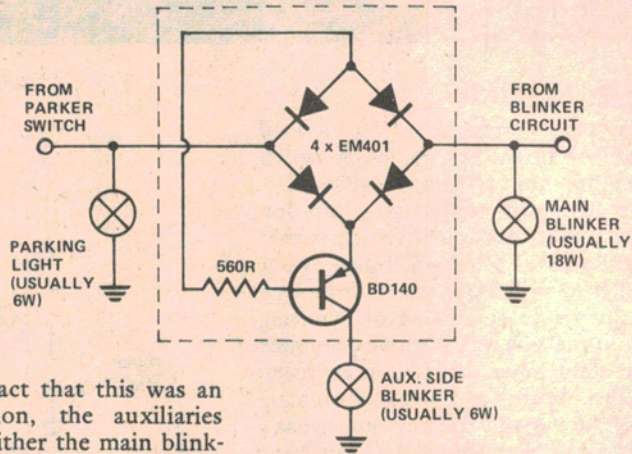 FROM
PARKER
SWITCH
FROM
BLINKER
CIRCUIT
4 x EM401
PARKING
LIGHT
(USUALLY
6W)
MAIN
BLINKER
(USUALLY
18W)
560R
BD140
AUX. SIDE
BLINKER
(USUALLY 6W)
act that this was an
ion, the auxiliaries
ither the main blink-